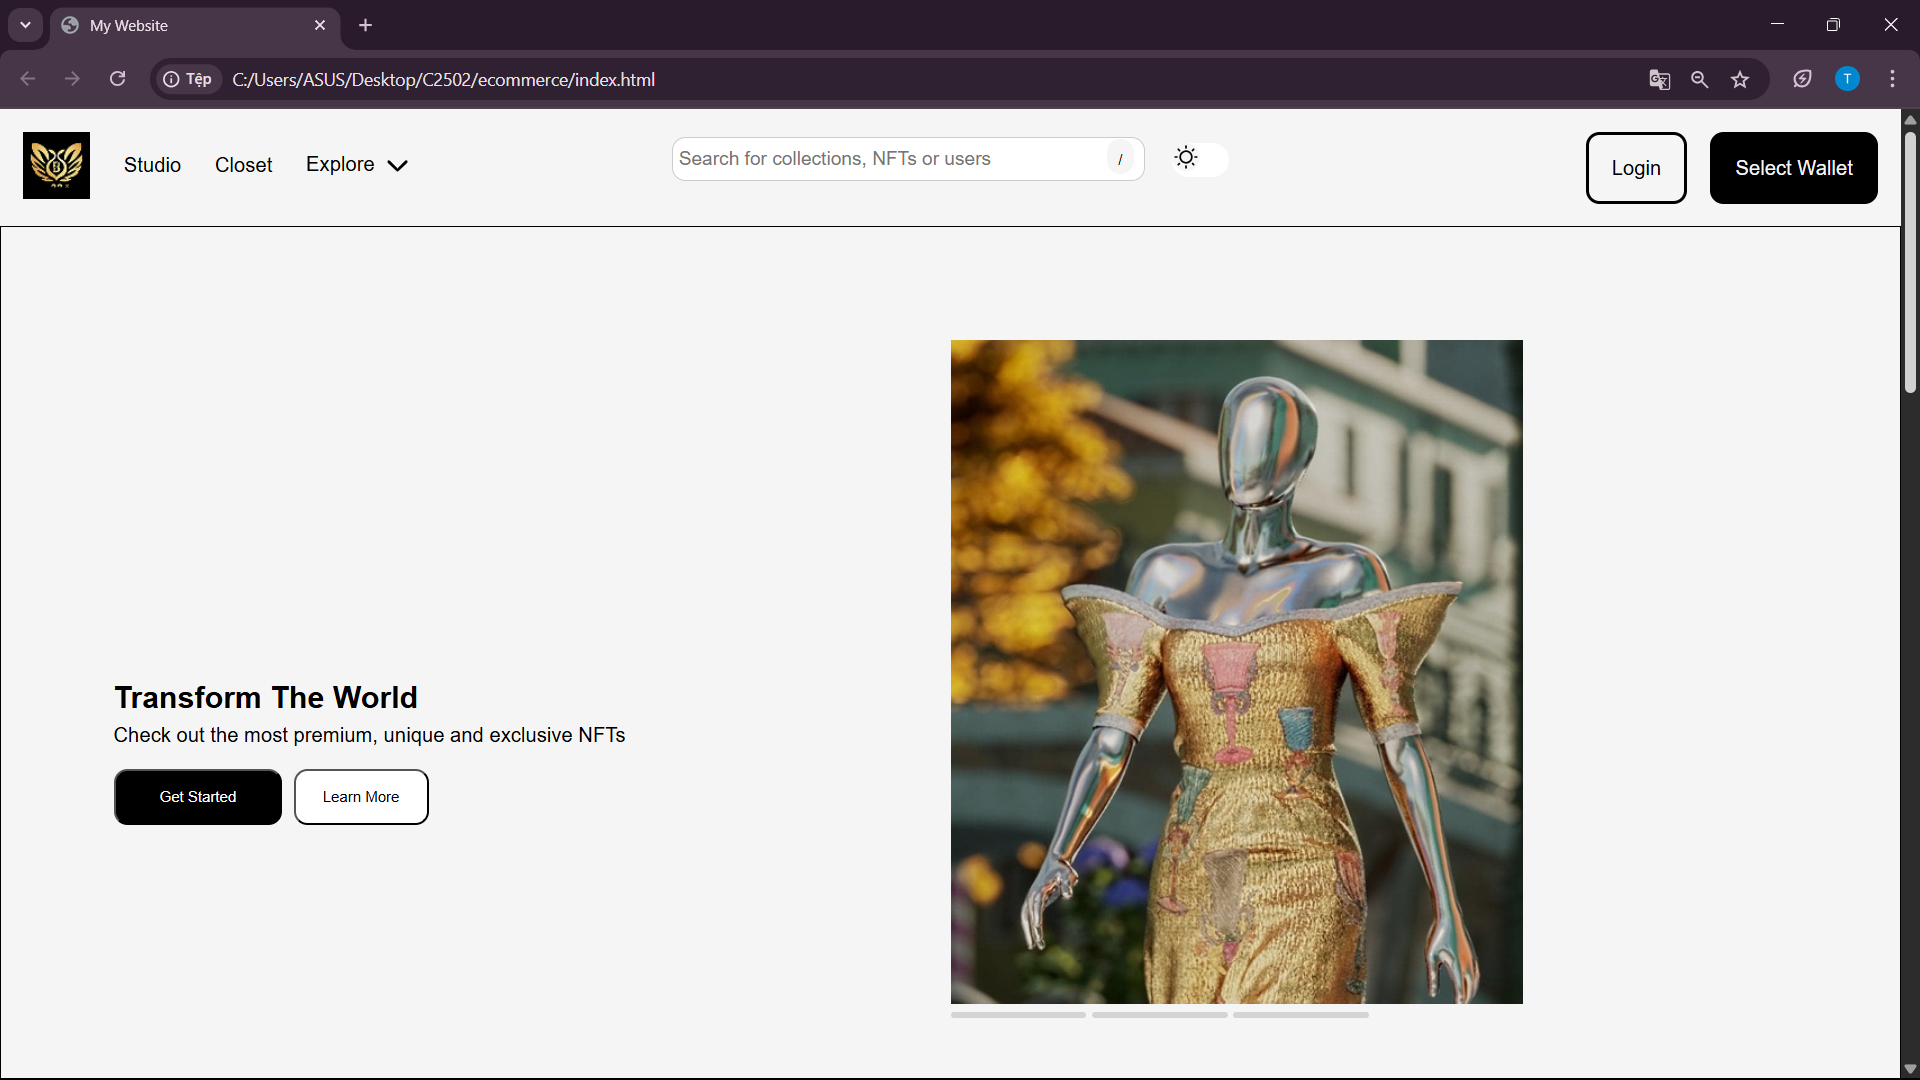 My Website
Tệp
C:/Users/ASUS/Desktop/C2502/ecommerce/index.html
T
Studio
Closet
Explore
Search for collections, NFTs or users
/
Login
Select Wallet
Transform The World
Check out the most premium, unique and exclusive NFTs
Get Started
Learn More